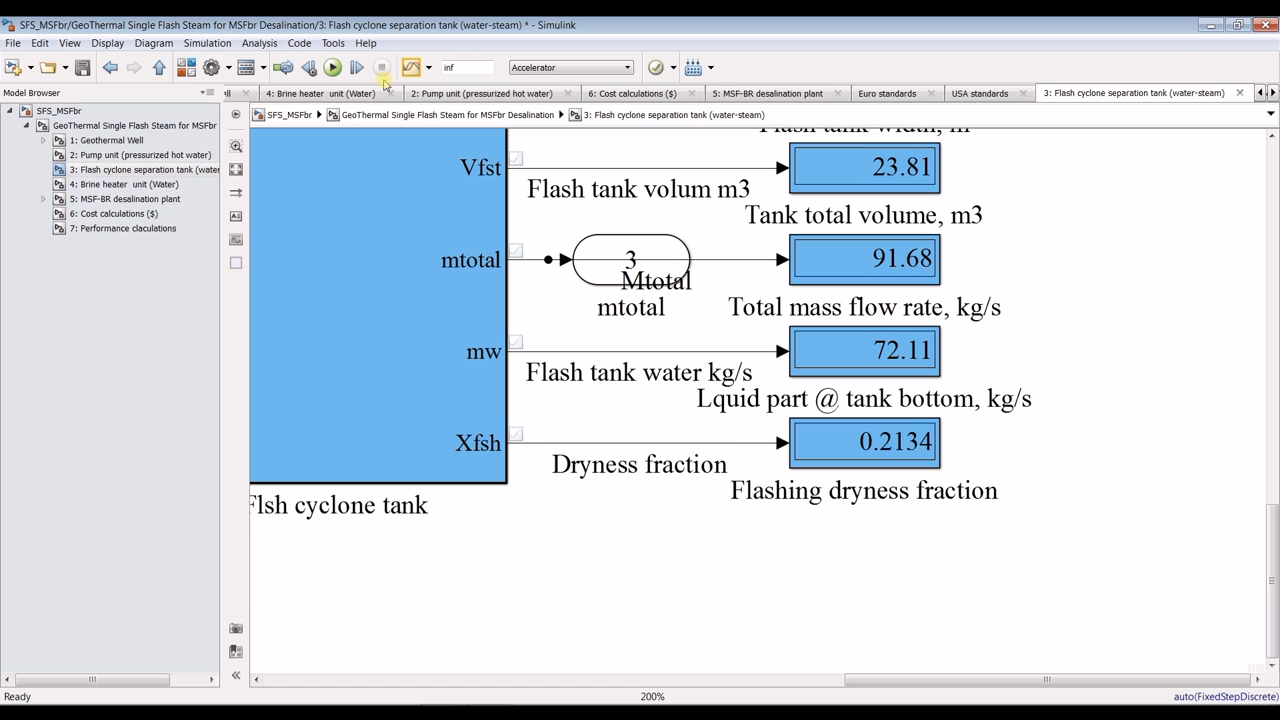 SFS_MSFbr/GeoThermal Single Flash Steam for MSFbr Desalination/3: Flash cyclone separation tank (water-steam) * - Simulink
File Edit View Display Diagram Simulation Analysis Code Tools Help
inf
Accelerator
Model Browser
ell
4: Brine heater unit (Water)
2: Pump unit (pressurized hot water)
6: Cost calculations ($)
5: MSF-BR desalination plant
Euro standards
USA standards
3: Flash cyclone separation tank (water-steam)
SFS_MSFbr
GeoThermal Single Flash Steam for MSFbr Desalination
3: Flash cyclone separation tank (water-steam)
SFS_MSFbr
GeoThermal Single Flash Steam for MSFbr
1: Geothermal Well
2: Pump unit (pressurized hot water)
3: Flash cyclone separation tank (water
4: Brine heater unit (Water)
5: MSF-BR desalination plant
6: Cost calculations ($)
7: Performance claculations
Flash tank width, m
Vfst
Flash tank volum m3
23.81
Tank total volume, m3
mtotal
3
Mtotal
mtotal
91.68
Total mass flow rate, kg/s
mw
Flash tank water kg/s
72.11
Lquid part @ tank bottom, kg/s
Xfsh
Dryness fraction
0.2134
Flashing dryness fraction
Flsh cyclone tank
Ready
200%
auto(FixedStepDiscrete)